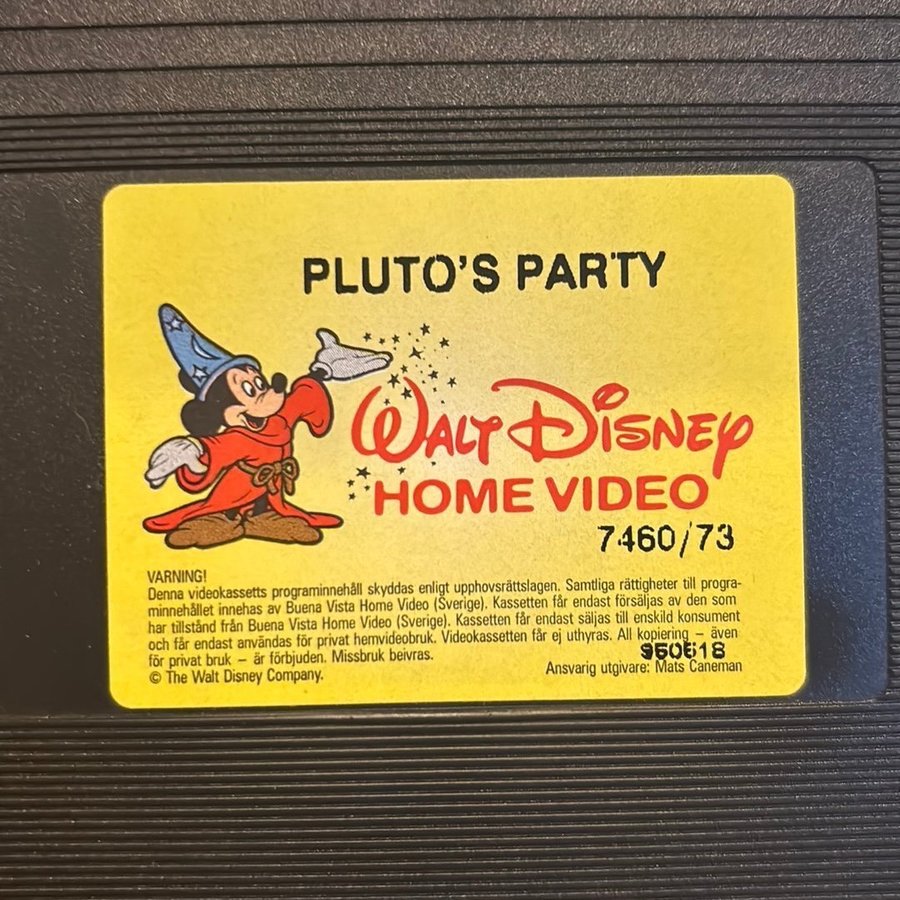 PLUTO'S PARTY
WALT DISNEY
HOME VIDEO
7460/73
VARNING!
Denna videokassetts programinnehåll skyddas enligt upphovsrättslagen. Samtliga rättigheter till progra-
minnehållet innehas av Buena Vista Home Video (Sverige). Kassetten får endast försäljas av den som
har tillstånd från Buena Vista Home Video (Sverige). Kassetten får endast säljas till enskild konsument
och får endast användas för privat hemvideobruk. Videokassetten får ej uthyras. All kopiering – även
för privat bruk – är förbjuden. Missbruk beivras.
950518
© The Walt Disney Company.
Ansvarig utgivare: Mats Caneman